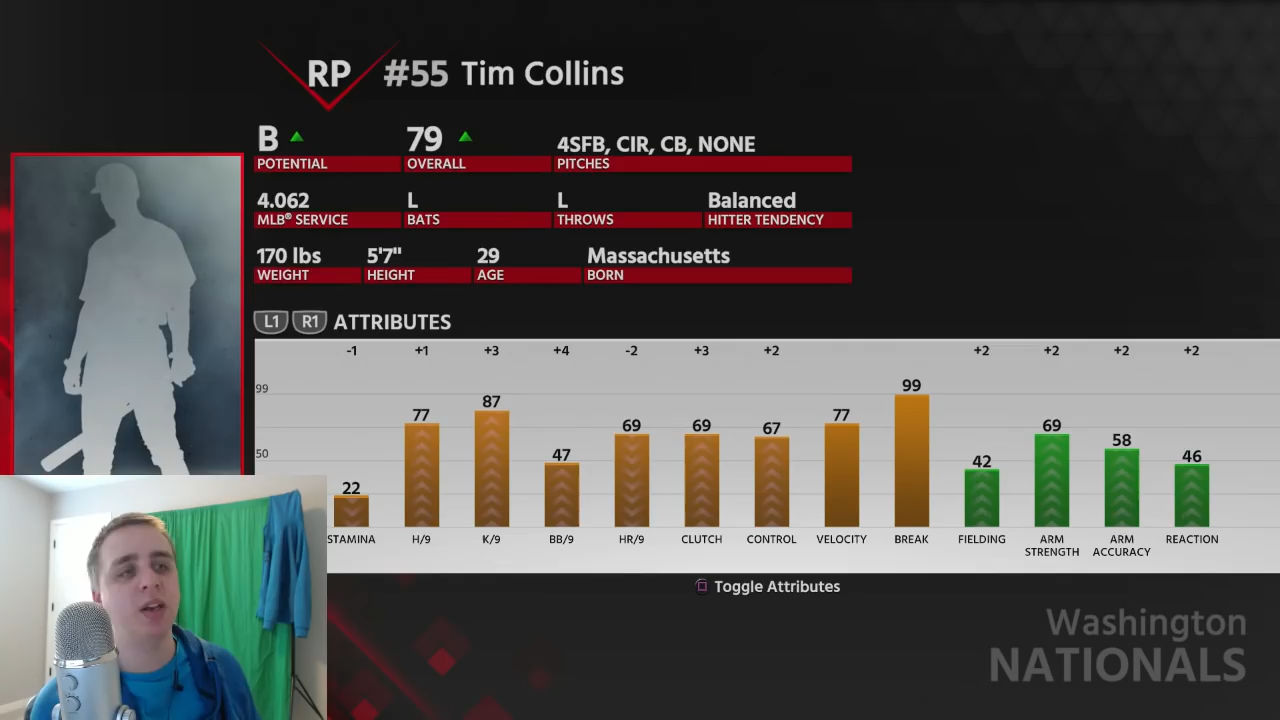 RP #55 Tim Collins
B 79 4SFB, CIR, CB, NONE
POTENTIAL OVERALL PITCHES
4.062 L L Balanced
MLB® SERVICE BATS THROWS HITTER TENDENCY
170 lbs 5'7" 29 Massachusetts
WEIGHT HEIGHT AGE BORN
L1 R1 ATTRIBUTES
-1 +1 +3 +4 -2 +3 +2 +2 +2 +2 +2
99
50
22 77 87 47 69 69 67 77 99 42 69 58 46
STAMINA H/9 K/9 BB/9 HR/9 CLUTCH CONTROL VELOCITY BREAK FIELDING ARM STRENGTH ARM ACCURACY REACTION
Toggle Attributes
Washington
NATIONALS